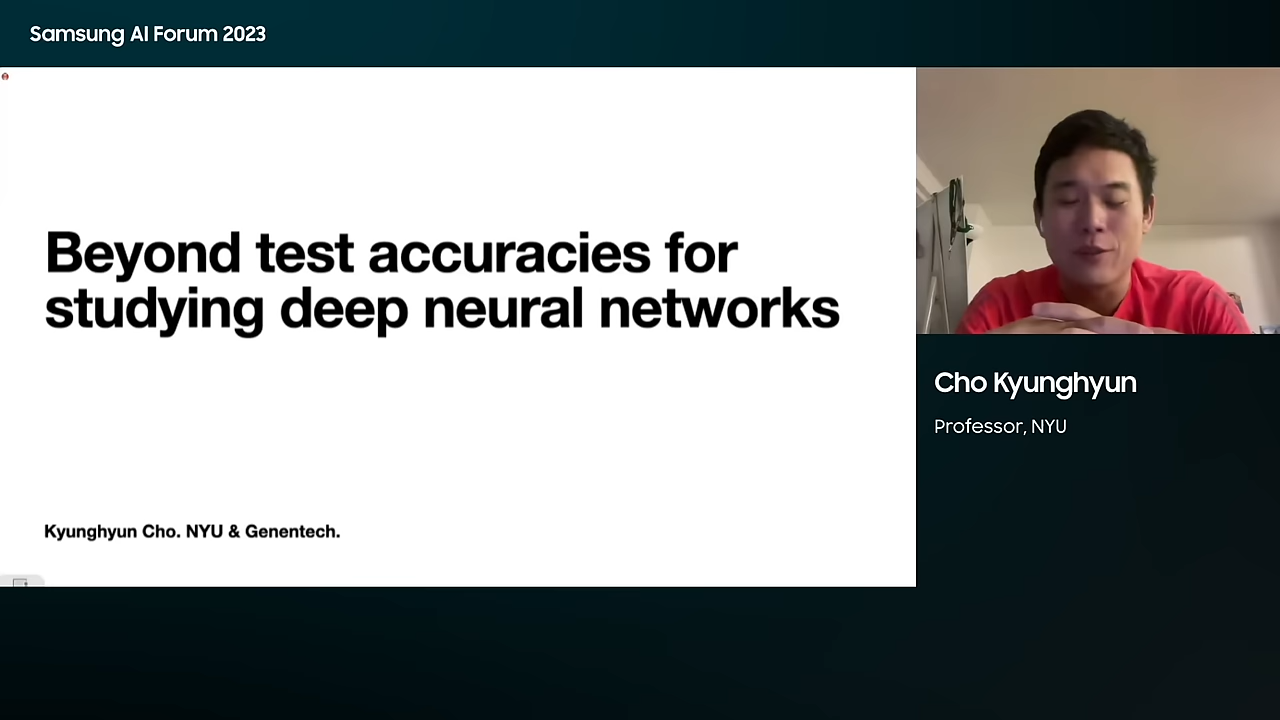 Samsung AI Forum 2023
Beyond test accuracies for
studying deep neural networks
Kyunghyun Cho. NYU & Genentech.
Cho Kyunghyun
Professor, NYU